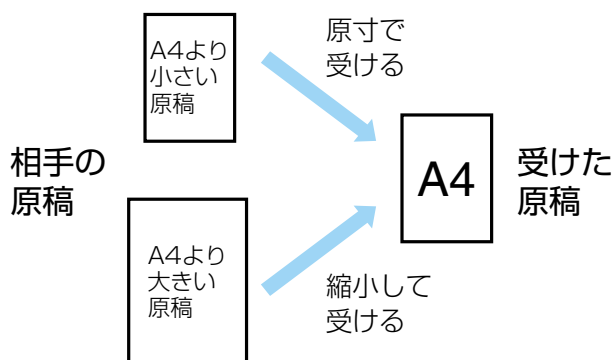 A4より
小さい
原稿
原寸で
受ける
相手の
原稿
A4
受けた
原稿
A4より
大きい
原稿
縮小して
受ける